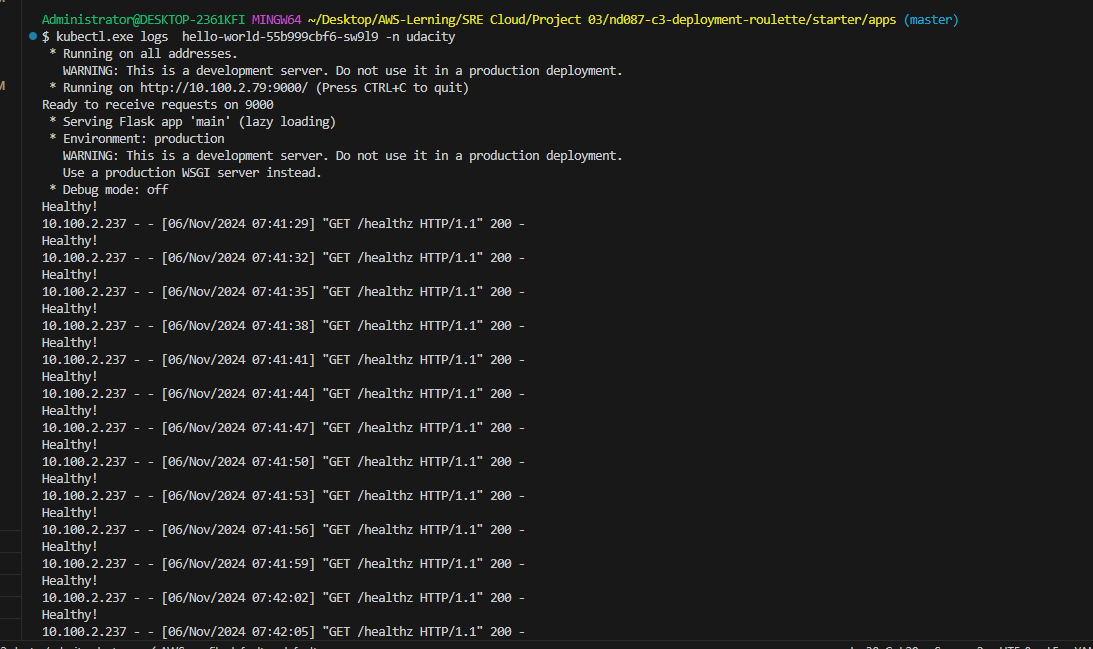 Administrator@DESKTOP-2361KFI MINGW64 ~/Desktop/AWS-Lerning/SRE Cloud/Project 03/nd087-c3-deployment-roulette/starter/apps (master)
$ kubectl.exe logs  hello-world-55b999cbf6-sw9l9 -n udacity
 * Running on all addresses.
   WARNING: This is a development server. Do not use it in a production deployment.
 * Running on http://10.100.2.79:9000/ (Press CTRL+C to quit)
Ready to receive requests on 9000
 * Serving Flask app 'main' (lazy loading)
 * Environment: production
   WARNING: This is a development server. Do not use it in a production deployment.
   Use a production WSGI server instead.
 * Debug mode: off
Healthy!
10.100.2.237 - - [06/Nov/2024 07:41:29] "GET /healthz HTTP/1.1" 200 -
Healthy!
10.100.2.237 - - [06/Nov/2024 07:41:32] "GET /healthz HTTP/1.1" 200 -
Healthy!
10.100.2.237 - - [06/Nov/2024 07:41:35] "GET /healthz HTTP/1.1" 200 -
Healthy!
10.100.2.237 - - [06/Nov/2024 07:41:38] "GET /healthz HTTP/1.1" 200 -
Healthy!
10.100.2.237 - - [06/Nov/2024 07:41:41] "GET /healthz HTTP/1.1" 200 -
Healthy!
10.100.2.237 - - [06/Nov/2024 07:41:44] "GET /healthz HTTP/1.1" 200 -
Healthy!
10.100.2.237 - - [06/Nov/2024 07:41:47] "GET /healthz HTTP/1.1" 200 -
Healthy!
10.100.2.237 - - [06/Nov/2024 07:41:50] "GET /healthz HTTP/1.1" 200 -
Healthy!
10.100.2.237 - - [06/Nov/2024 07:41:53] "GET /healthz HTTP/1.1" 200 -
Healthy!
10.100.2.237 - - [06/Nov/2024 07:41:56] "GET /healthz HTTP/1.1" 200 -
Healthy!
10.100.2.237 - - [06/Nov/2024 07:41:59] "GET /healthz HTTP/1.1" 200 -
Healthy!
10.100.2.237 - - [06/Nov/2024 07:42:02] "GET /healthz HTTP/1.1" 200 -
Healthy!
10.100.2.237 - - [06/Nov/2024 07:42:05] "GET /healthz HTTP/1.1" 200 -